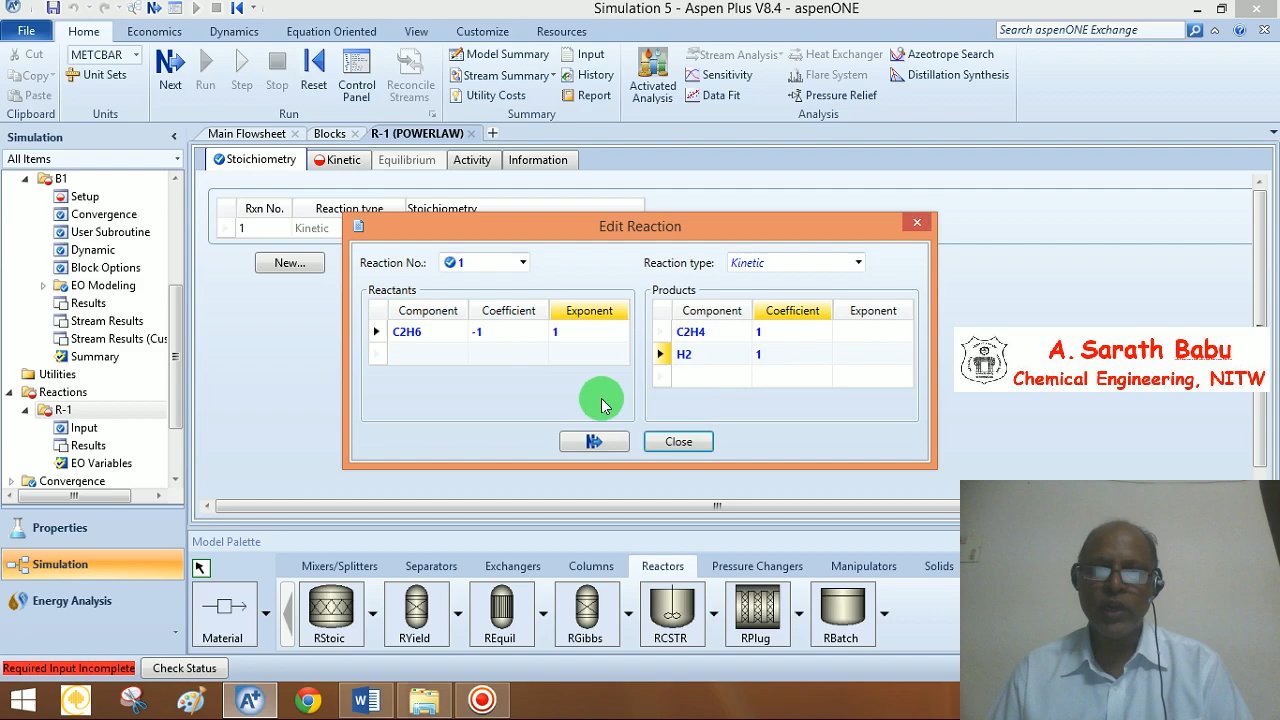 Simulation 5 - Aspen Plus V8.4 - aspenONE
File
Home
Economics
Dynamics
Equation Oriented
View
Customize
Resources
Search aspenONE Exchange
Cut
Copy
Paste
Clipboard
METCBAR
Unit Sets
Units
Next
Run
Step
Stop
Reset
Control Panel
Reconcile Streams
Run
Model Summary
Stream Summary
Utility Costs
Input
History
Report
Summary
Activated Analysis
Stream Analysis
Sensitivity
Data Fit
Heat Exchanger
Flare System
Pressure Relief
Azeotrope Search
Distillation Synthesis
Analysis
Simulation
All Items
B1
Setup
Convergence
User Subroutine
Dynamic
Block Options
EO Modeling
Results
Stream Results
Stream Results (Cus
Summary
Utilities
Reactions
R-1
Input
Results
EO Variables
Convergence
Properties
Simulation
Energy Analysis
Main Flowsheet
Blocks
R-1 (POWERLAW)
Stoichiometry
Kinetic
Equilibrium
Activity
Information
Rxn No.
Reaction type
Stoichiometry
1
Kinetic
New...
Edit Reaction
Reaction No.:
1
Reaction type:
Kinetic
Reactants
Component
Coefficient
Exponent
C2H6
-1
1
Products
Component
Coefficient
Exponent
C2H4
1
H2
1
N
Close
A. Sarath Babu
Chemical Engineering, NITW
Model Palette
Mixers/Splitters
Separators
Exchangers
Columns
Reactors
Pressure Changers
Manipulators
Solids
Material
RStoic
RYield
REquil
RGibbs
RCSTR
RPlug
RBatch
Required Input Incomplete
Check Status